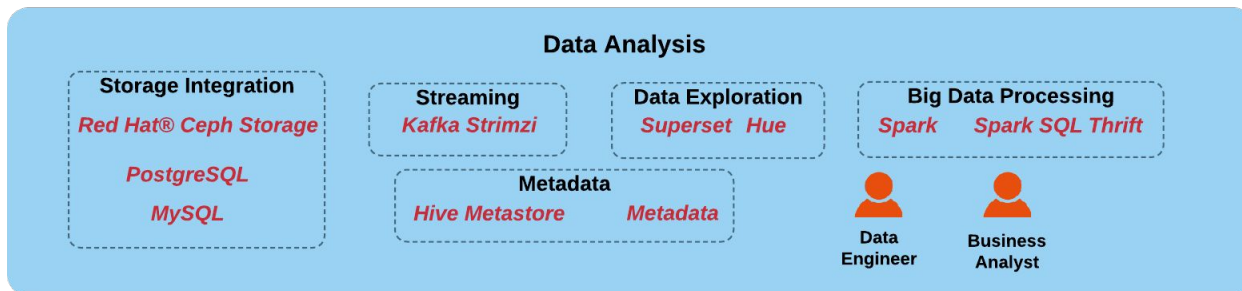 Data Analysis
Storage Integration
Red Hat® Ceph Storage
PostgreSQL
MySQL
Streaming
Kafka Strimzi
Data Exploration
Superset Hue
Big Data Processing
Spark Spark SQL Thrift
Metadata
Hive Metastore Metadata
Data
Engineer
Business
Analyst